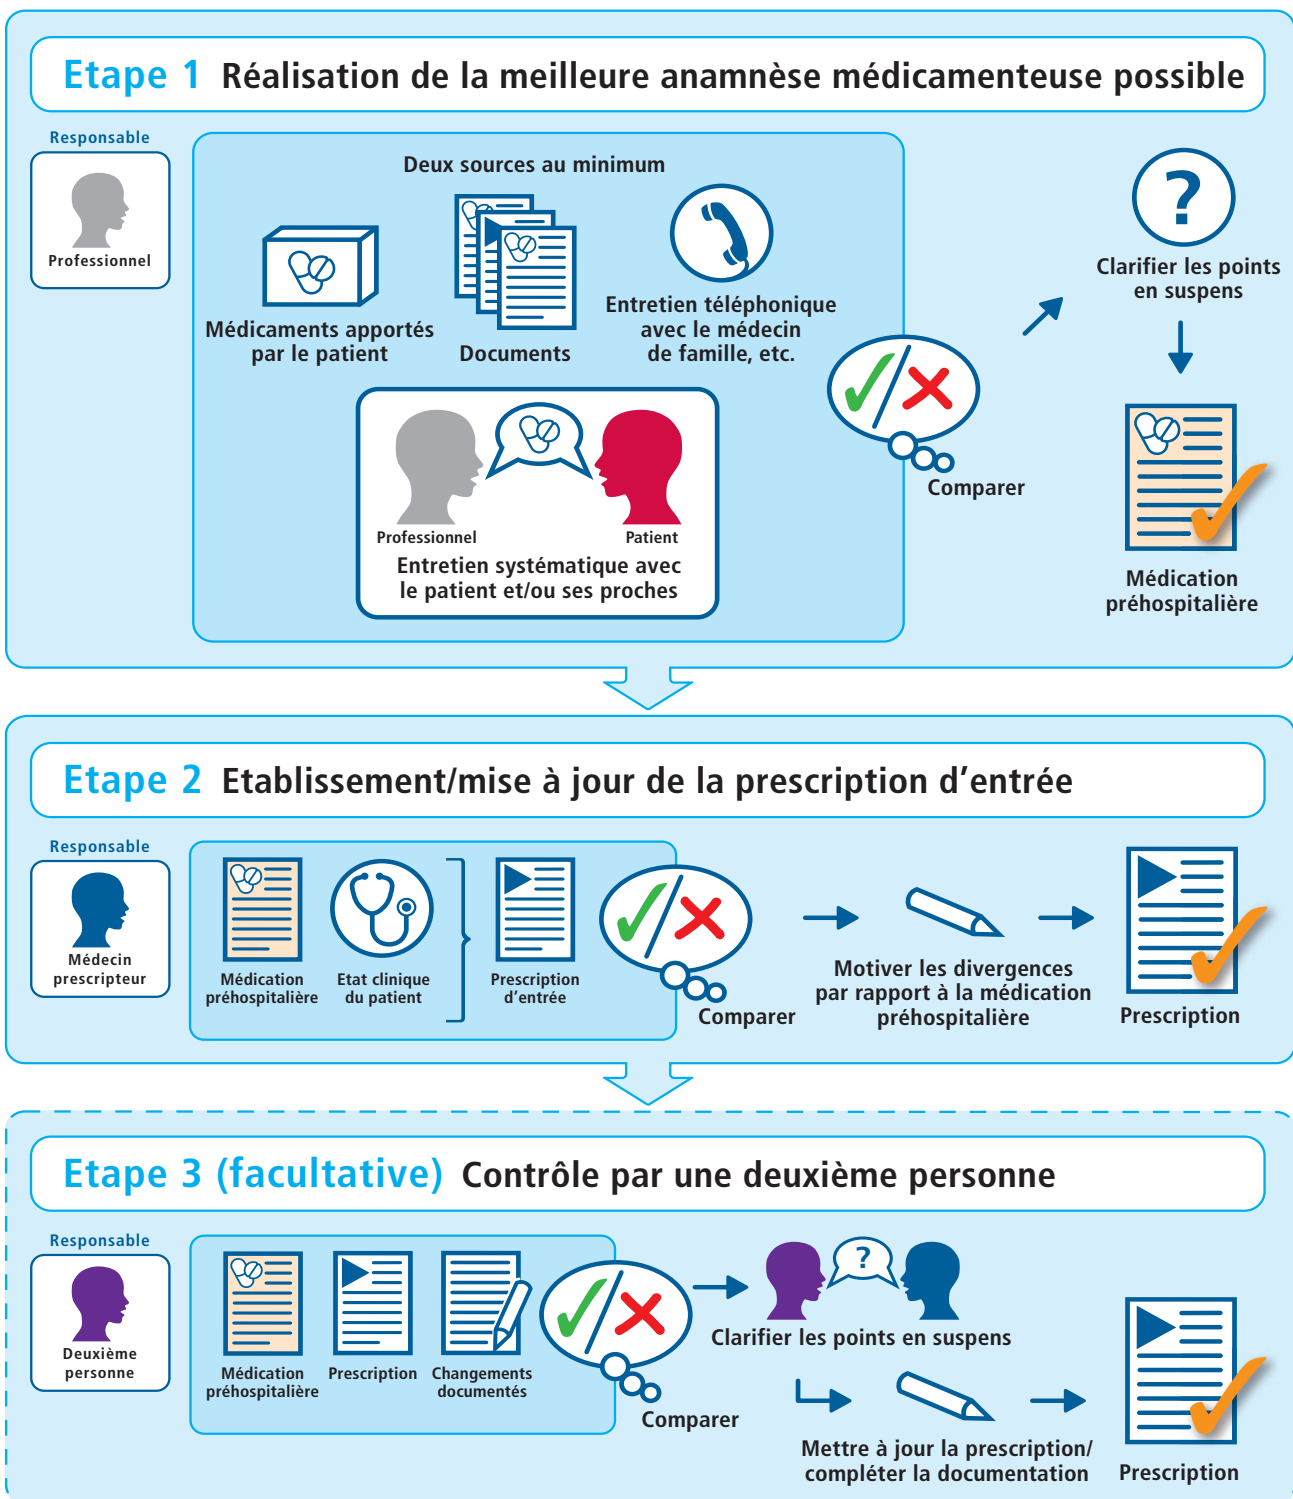 Etape 1 Réalisation de la meilleure anamnèse médicamenteuse possible
Responsable
Professionnel
Deux sources au minimum
Médicaments apportés
par le patient
Documents
Entretien téléphonique
avec le médecin
de famille, etc.
Professionnel
Patient
Entretien systématique avec
le patient et/ou ses proches
Comparer
?
Clarifier les points
en suspens
Médication
préhospitalière
Etape 2 Etablissement/mise à jour de la prescription d’entrée
Responsable
Médecin
prescripteur
Médication
préhospitalière
Etat clinique
du patient
Prescription
d’entrée
Comparer
Motiver les divergences
par rapport à la médication
préhospitalière
Prescription
Etape 3 (facultative) Contrôle par une deuxième personne
Responsable
Deuxième
personne
Médication
préhospitalière
Prescription
Changements
documentés
Comparer
?
Clarifier les points en suspens
Mettre à jour la prescription/
compléter la documentation
Prescription